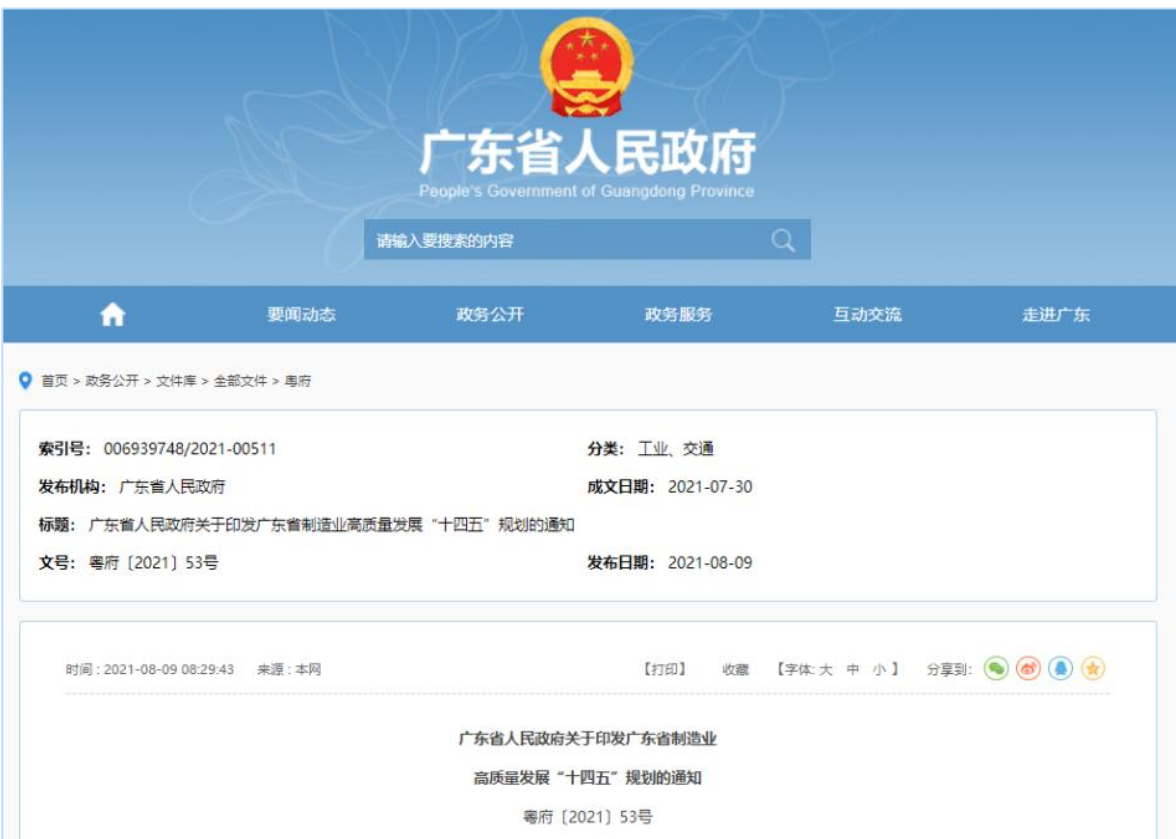 广东省人民政府
People's Government of Guangdong Province
请输入要搜索的内容
要闻动态 政务公开 政务服务 互动交流 走进广东
首页 > 政务公开 > 文件库 > 全部文件 > 粤府
索引号： 006939748/2021-00511 分类： 工业、交通
发布机构： 广东省人民政府 成文日期： 2021-07-30
标题： 广东省人民政府关于印发广东省制造业高质量发展“十四五”规划的通知
文号： 粤府〔2021〕53号 发布日期： 2021-08-09
时间 : 2021-08-09 08:29:43 来源 : 本网 【打印】 收藏 【字体: 大 中 小 】 分享到:
广东省人民政府关于印发广东省制造业
高质量发展“十四五”规划的通知
粤府〔2021〕53号